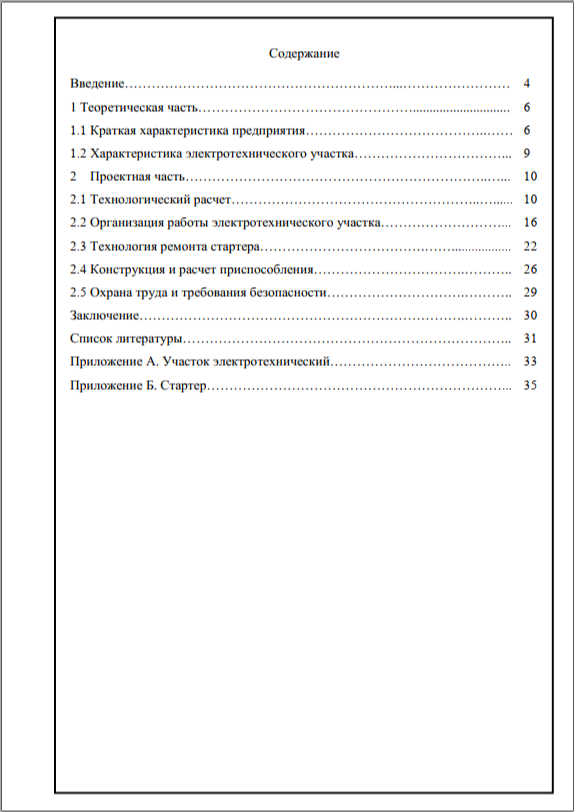 Содержание
Введение…………………………………………………………...…………………… 4
1 Теоретическая часть…………………………………………................................ 6
1.1 Краткая характеристика предприятия……………………………………..…… 6
1.2 Характеристика электротехнического участка……………………………... 9
2 Проектная часть…………………………………………………………..…... 10
2.1 Технологический расчет………………………………………………..…........ 10
2.2 Организация работы электротехнического участка………………………... 16
2.3 Технология ремонта стартера…………………………………..……................. 22
2.4 Конструкция и расчет приспособления………………………………..……….. 26
2.5 Охрана труда и требования безопасности……………………………..……….. 29
Заключение………………………………………………………………..……….. 30
Список литературы……………………………………………………………….. 31
Приложение А. Участок электротехнический………………………………….. 33
Приложение Б. Стартер…………………………………………………………... 35